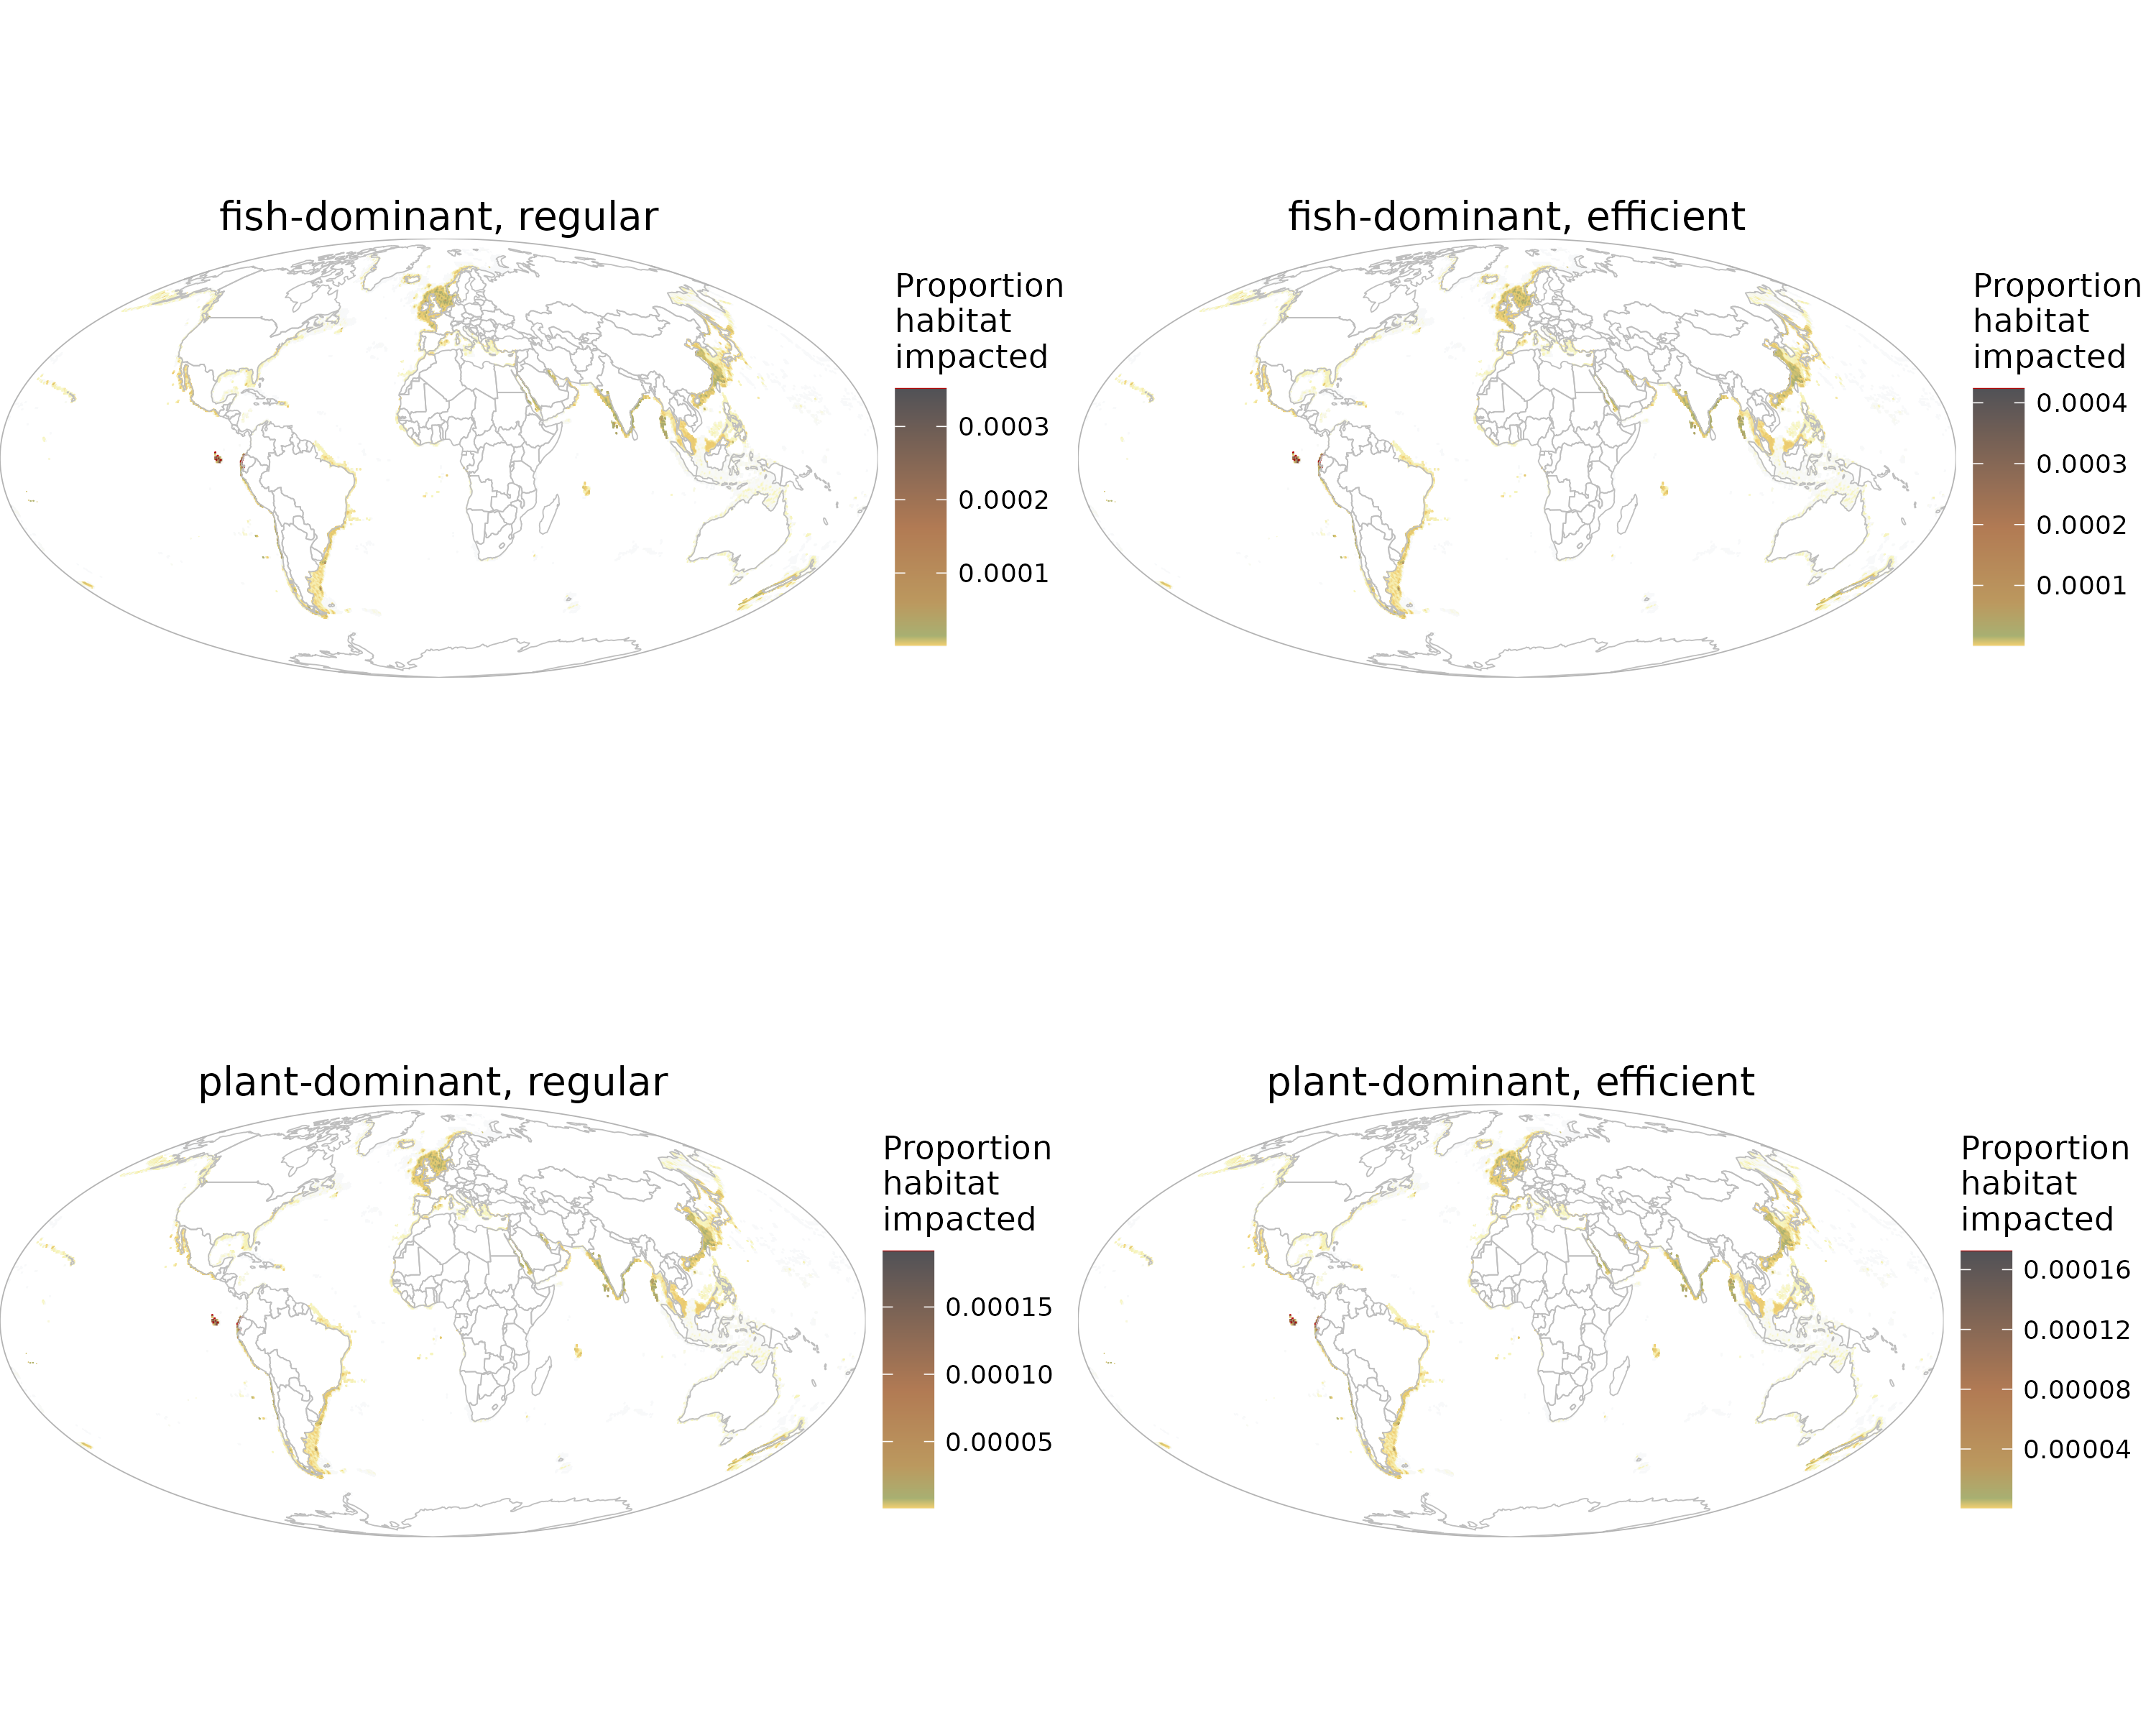 fish-dominant, regular
Proportion
habitat
impacted
0.0003
0.0002
0.0001
fish-dominant, efficient
Proportion
habitat
impacted
0.0004
0.0003
0.0002
0.0001
plant-dominant, regular
Proportion
habitat
impacted
0.00015
0.00010
0.00005
plant-dominant, efficient
Proportion
habitat
impacted
0.00016
0.00012
0.00008
0.00004